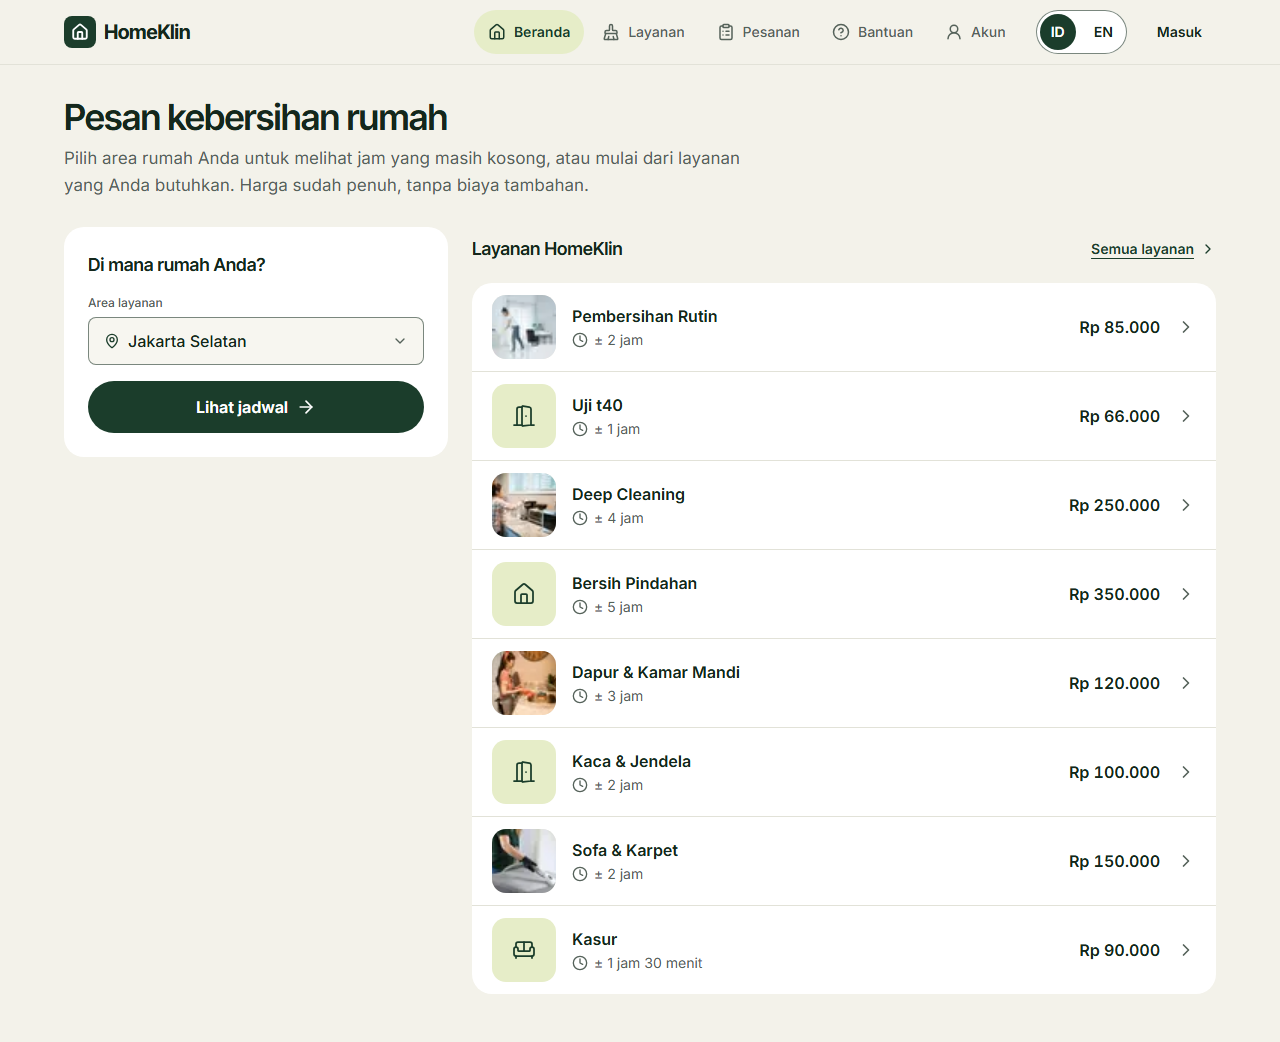 HomeKlin
Beranda
Layanan
Pesanan
Bantuan
Akun
ID
EN
Masuk
Pesan kebersihan rumah
Pilih area rumah Anda untuk melihat jam yang masih kosong, atau mulai dari layanan
yang Anda butuhkan. Harga sudah penuh, tanpa biaya tambahan.
Di mana rumah Anda?
Area layanan
Jakarta Selatan
Lihat jadwal
Layanan HomeKlin
Semua layanan
Pembersihan Rutin
± 2 jam
Rp 85.000
Uji t40
± 1 jam
Rp 66.000
Deep Cleaning
± 4 jam
Rp 250.000
Bersih Pindahan
± 5 jam
Rp 350.000
Dapur & Kamar Mandi
± 3 jam
Rp 120.000
Kaca & Jendela
± 2 jam
Rp 100.000
Sofa & Karpet
± 2 jam
Rp 150.000
Kasur
± 1 jam 30 menit
Rp 90.000